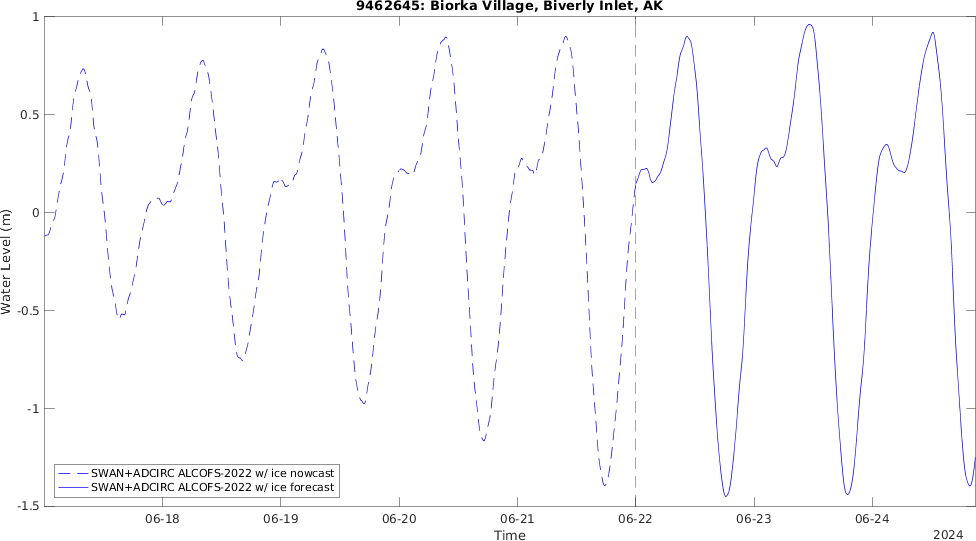 9462645: Biorka Village, Biverly Inlet, AK
Water Level (m)
1
0.5
0
-0.5
-1
-1.5
SWAN+ADCIRC ALCOFS-2022 w/ ice nowcast
SWAN+ADCIRC ALCOFS-2022 w/ ice forecast
06-18 06-19 06-20 06-21 06-22 06-23 06-24
Time
2024